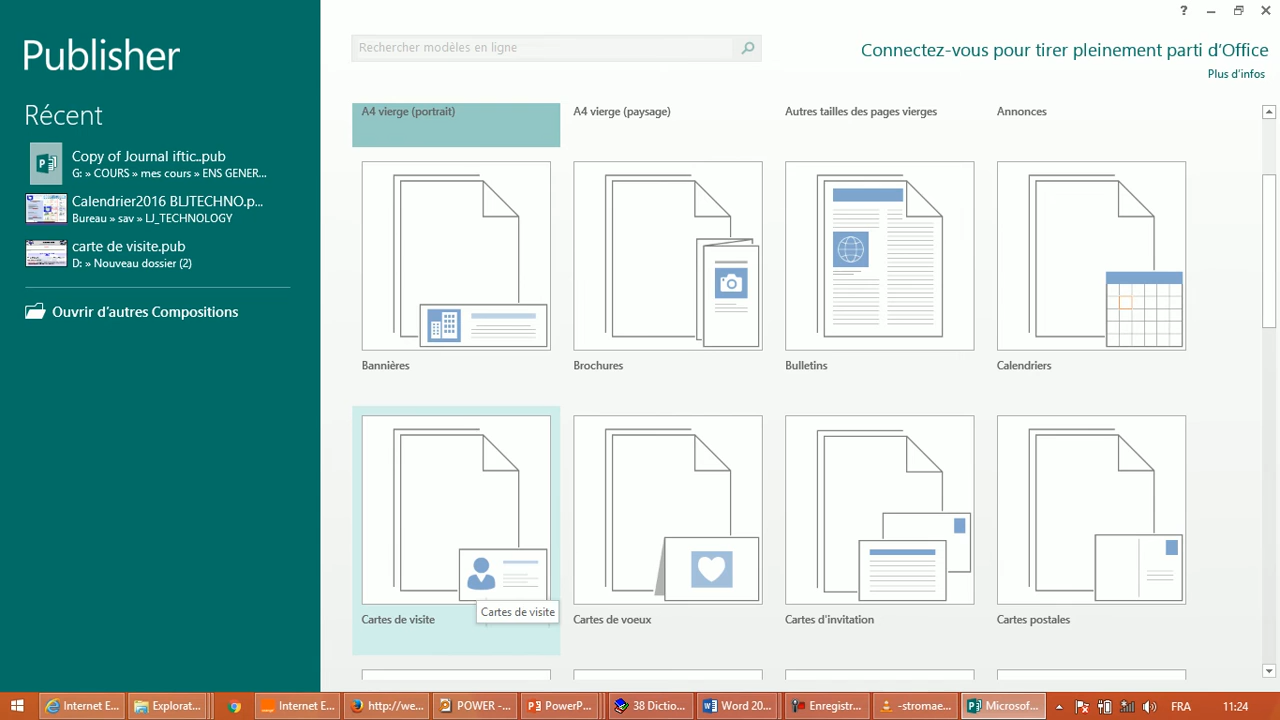 Publisher
Récent
Copy of Journal iftic..pub
G: » COURS » mes cours » ENS GENER...
Calendrier2016 BLJTECHNO.p...
Bureau » sav » LJ_TECHNOLOGY
carte de visite.pub
D: » Nouveau dossier (2)
Ouvrir d'autres Compositions
?
Rechercher modèles en ligne
Connectez-vous pour tirer pleinement parti d'Office
Plus d'infos
A4 vierge (portrait)
A4 vierge (paysage)
Autres tailles des pages vierges
Annonces
Bannières
Brochures
Bulletins
Calendriers
Cartes de visite
Cartes de visite
Cartes de voeux
Cartes d'invitation
Cartes postales
Internet E...
Explorat...
Internet E...
http://we...
POWER -...
PowerP...
38 Dictio...
Word 20...
Enregistr...
-stromae...
Microsof...
FRA
11:24